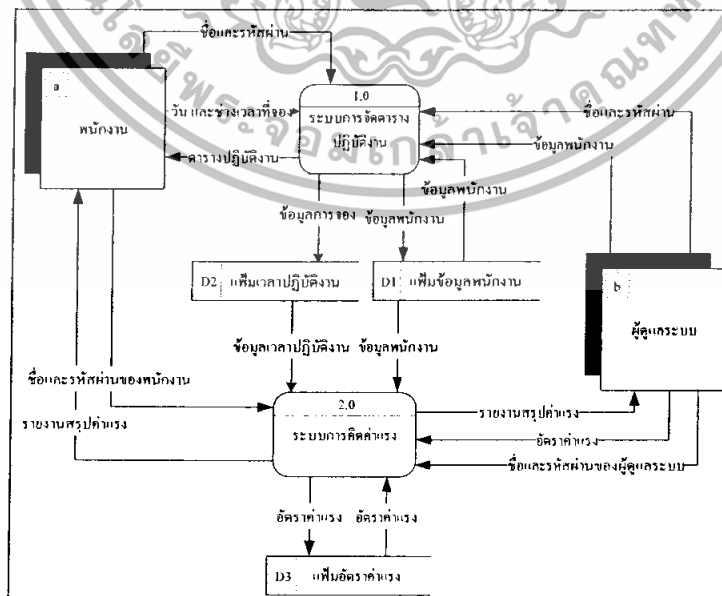 ชื่อและรหัสผ่าน
a
พนักงาน
1.0
ระบบการจัดตาราง
ปฏิบัติงาน
วัน และช่วงเวลาที่จอง
ตารางปฏิบัติงาน
ชื่อและรหัสผ่าน
ข้อมูลพนักงาน
ข้อมูลพนักงาน
ข้อมูลการจอง
ข้อมูลพนักงาน
D2 แฟ้มเวลาปฏิบัติงาน
D1 แฟ้มข้อมูลพนักงาน
b
ผู้ดูแลระบบ
ข้อมูลเวลาปฏิบัติงาน
ข้อมูลพนักงาน
ชื่อและรหัสผ่านของพนักงาน
รายงานสรุปค่าแรง
2.0
ระบบการคิดค่าแรง
รายงานสรุปค่าแรง
อัตราค่าแรง
ชื่อและรหัสผ่านของผู้ดูแลระบบ
อัตราค่าแรง
อัตราค่าแรง
D3 แฟ้มอัตราค่าแรง
พระจอมเกล้าเจ้าคุณท